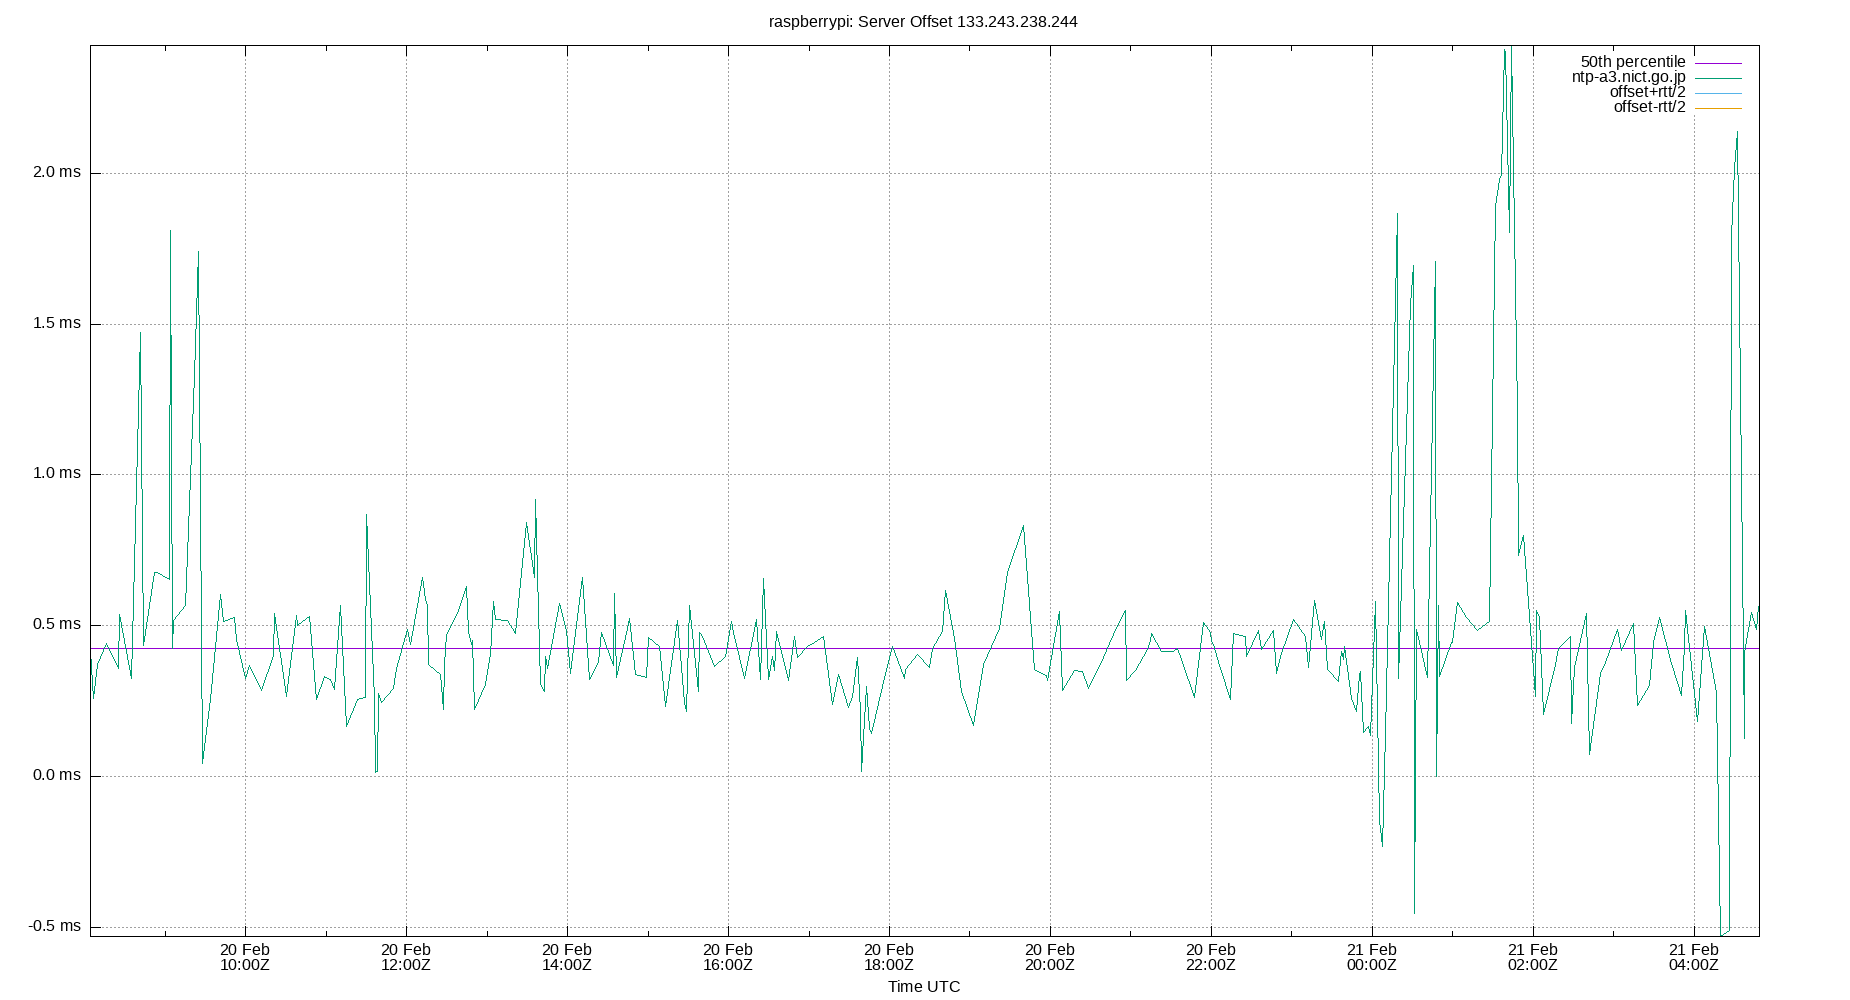 raspberrypi: Server Offset 133.243.238.244
50th percentile
ntp-a3.nict.go.jp
offset+rtt/2
offset-rtt/2
2.0 ms
1.5 ms
1.0 ms
0.5 ms
0.0 ms
-0.5 ms
20 Feb 20 Feb 20 Feb 20 Feb 20 Feb 20 Feb 20 Feb 21 Feb 21 Feb 21 Feb
10:00Z 12:00Z 14:00Z 16:00Z 18:00Z 20:00Z 22:00Z 00:00Z 02:00Z 04:00Z
Time UTC